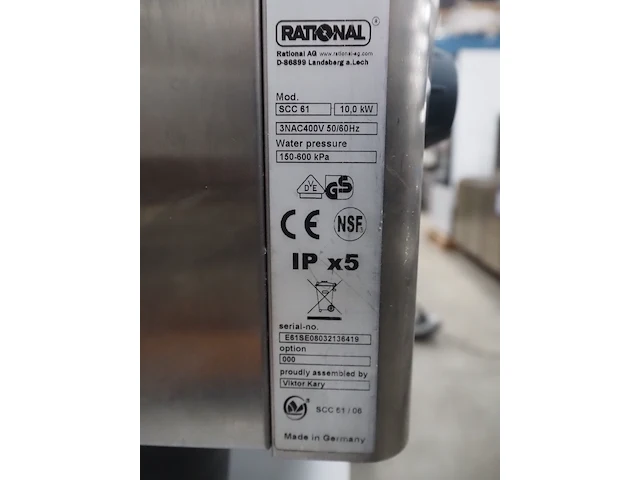 RATIONAL ®
Rational AG www.rational-ag.com
D-86899 Landsberg a.Lech
Mod.
SCC 61 10,0 kW
3NAC400V 50/60Hz
Water pressure
150-600 kPa
DVE GS
CE NSF
IP x5
serial-no.
E61SE08032136419
option
000
proudly assembled by
Viktor Kary
® SCC 61 / 06
Made in Germany